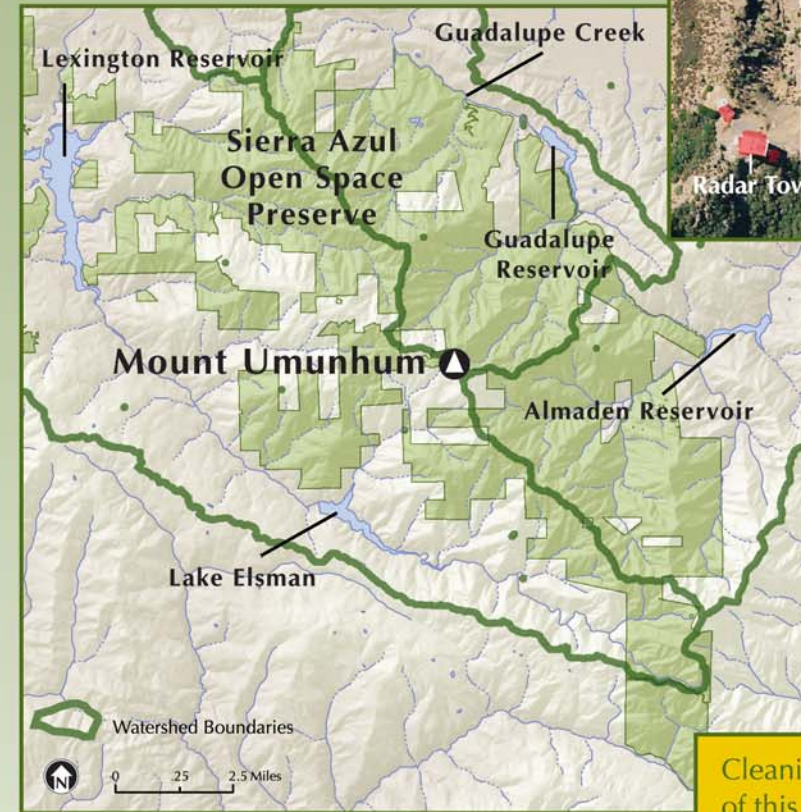 Lexington Reservoir
Guadalupe Creek
Sierra Azul
Open Space
Preserve
Radar Tow
Guadalupe
Reservoir
Mount Umunhum
Almaden Reservoir
Lake Elsman
Watershed Boundaries
N
0 .25 2.5 Miles
Cleani
of this